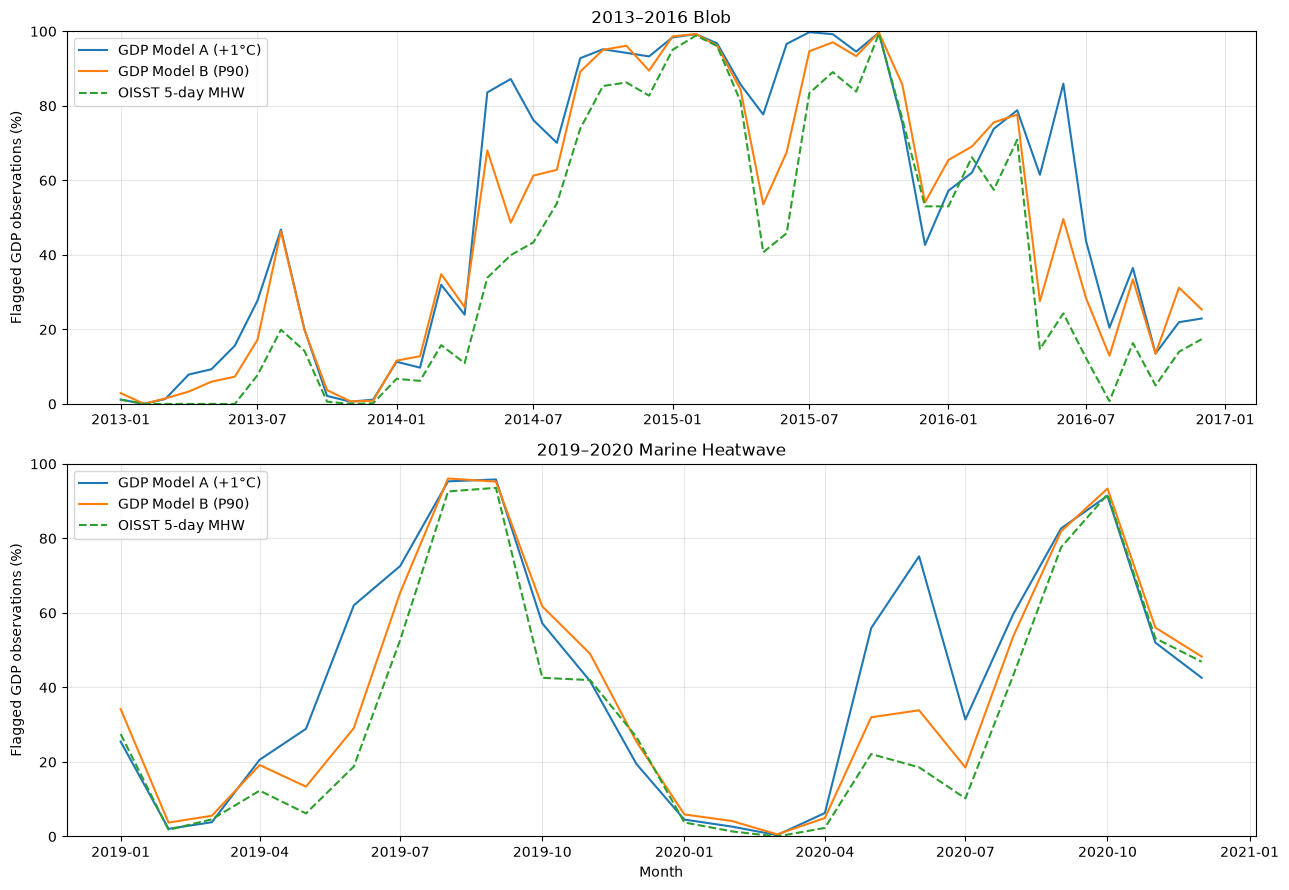 2013–2016 Blob
GDP Model A (+1°C)
GDP Model B (P90)
OISST 5-day MHW
Flagged GDP observations (%)
100
80
60
40
20
0
2013-01 2013-07 2014-01 2014-07 2015-01 2015-07 2016-01 2016-07 2017-01
2019–2020 Marine Heatwave
GDP Model A (+1°C)
GDP Model B (P90)
OISST 5-day MHW
Flagged GDP observations (%)
100
80
60
40
20
0
2019-01 2019-04 2019-07 2019-10 2020-01 2020-04 2020-07 2020-10 2021-01
Month